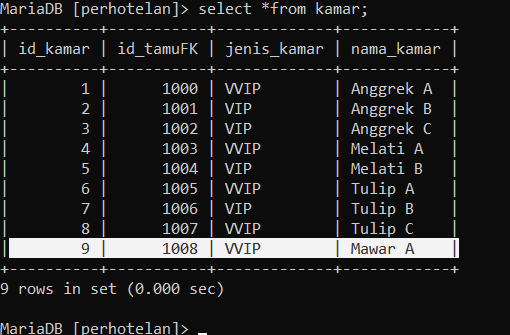 MariaDB [perhotelan]> select *from kamar;
+----------+-----------+-------------+------------+
| id_kamar | id_tamuFK | jenis_kamar | nama_kamar |
+----------+-----------+-------------+------------+
|        1 |      1000 | VVIP        | Anggrek A  |
|        2 |      1001 | VIP         | Anggrek B  |
|        3 |      1002 | VIP         | Anggrek C  |
|        4 |      1003 | VVIP        | Melati A   |
|        5 |      1004 | VIP         | Melati B   |
|        6 |      1005 | VVIP        | Tulip A    |
|        7 |      1006 | VIP         | Tulip B    |
|        8 |      1007 | VVIP        | Tulip C    |
|        9 |      1008 | VVIP        | Mawar A    |
+----------+-----------+-------------+------------+
9 rows in set (0.000 sec)
MariaDB [perhotelan]> _